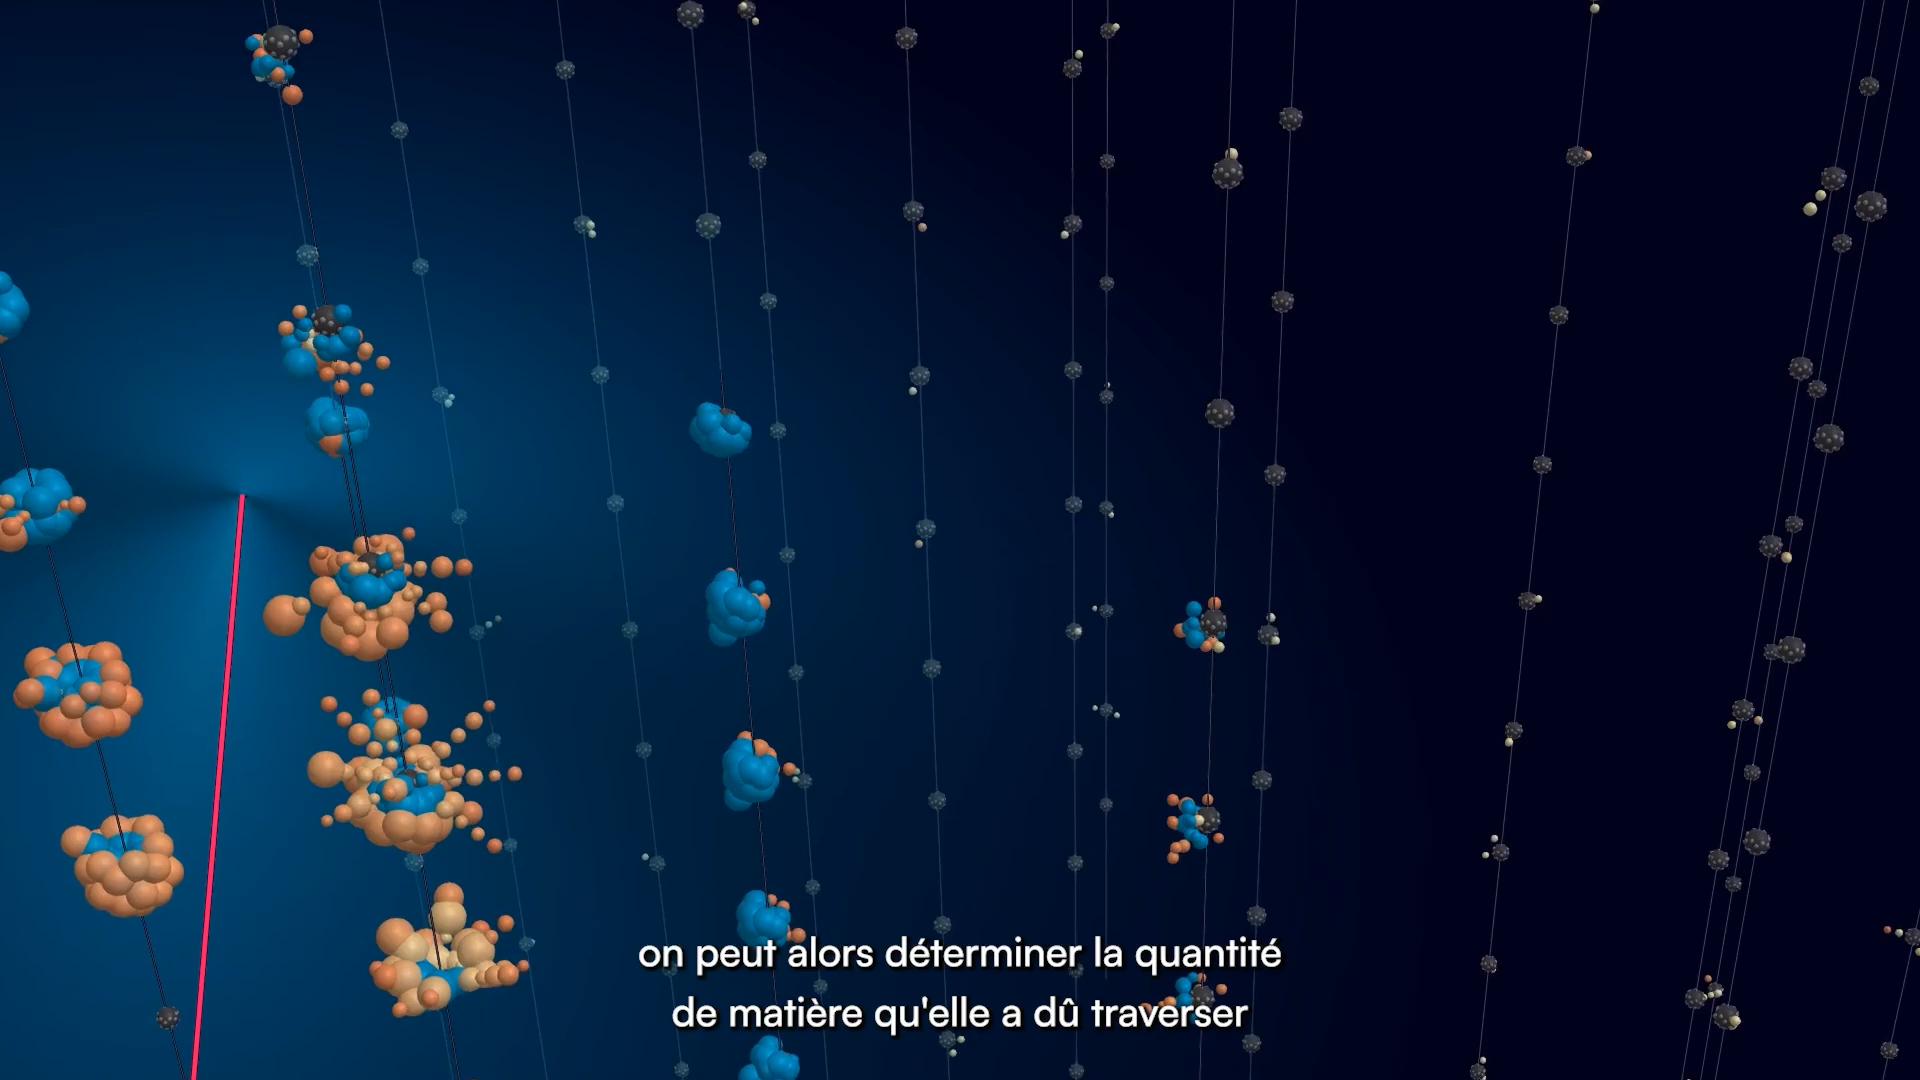 on peut alors déterminer la quantité
de matière qu'elle a dû traverser